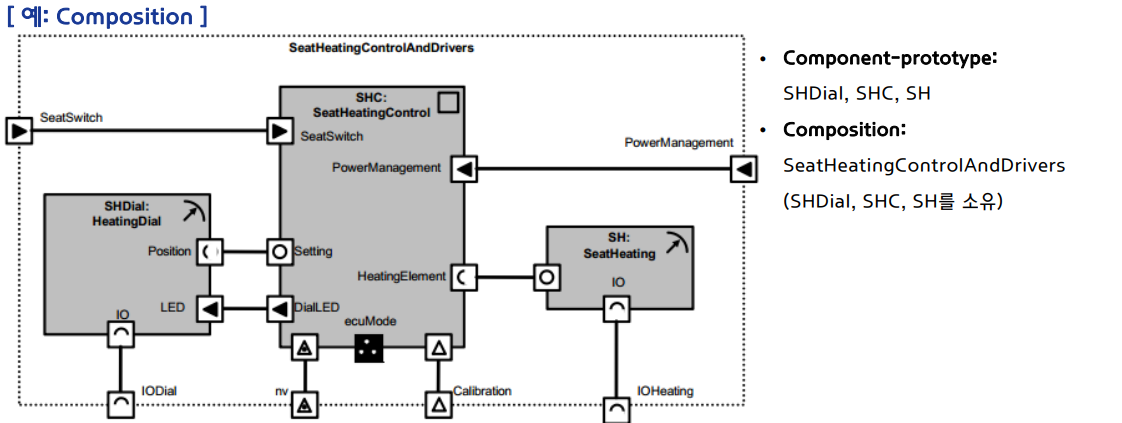 [ 예: Composition ]
SeatHeatingControlAndDrivers
SeatSwitch
SHC:
SeatHeatingControl
SeatSwitch
PowerManagement
PowerManagement
SHDial:
HeatingDial
Position
Setting
LED
DialLED
IO
HeatingElement
ecuMode
SH:
SeatHeating
IO
IODial
nv
Calibration
IOHeating
• Component-prototype:
SHDial, SHC, SH
• Composition:
SeatHeatingControlAndDrivers
(SHDial, SHC, SH를 소유)